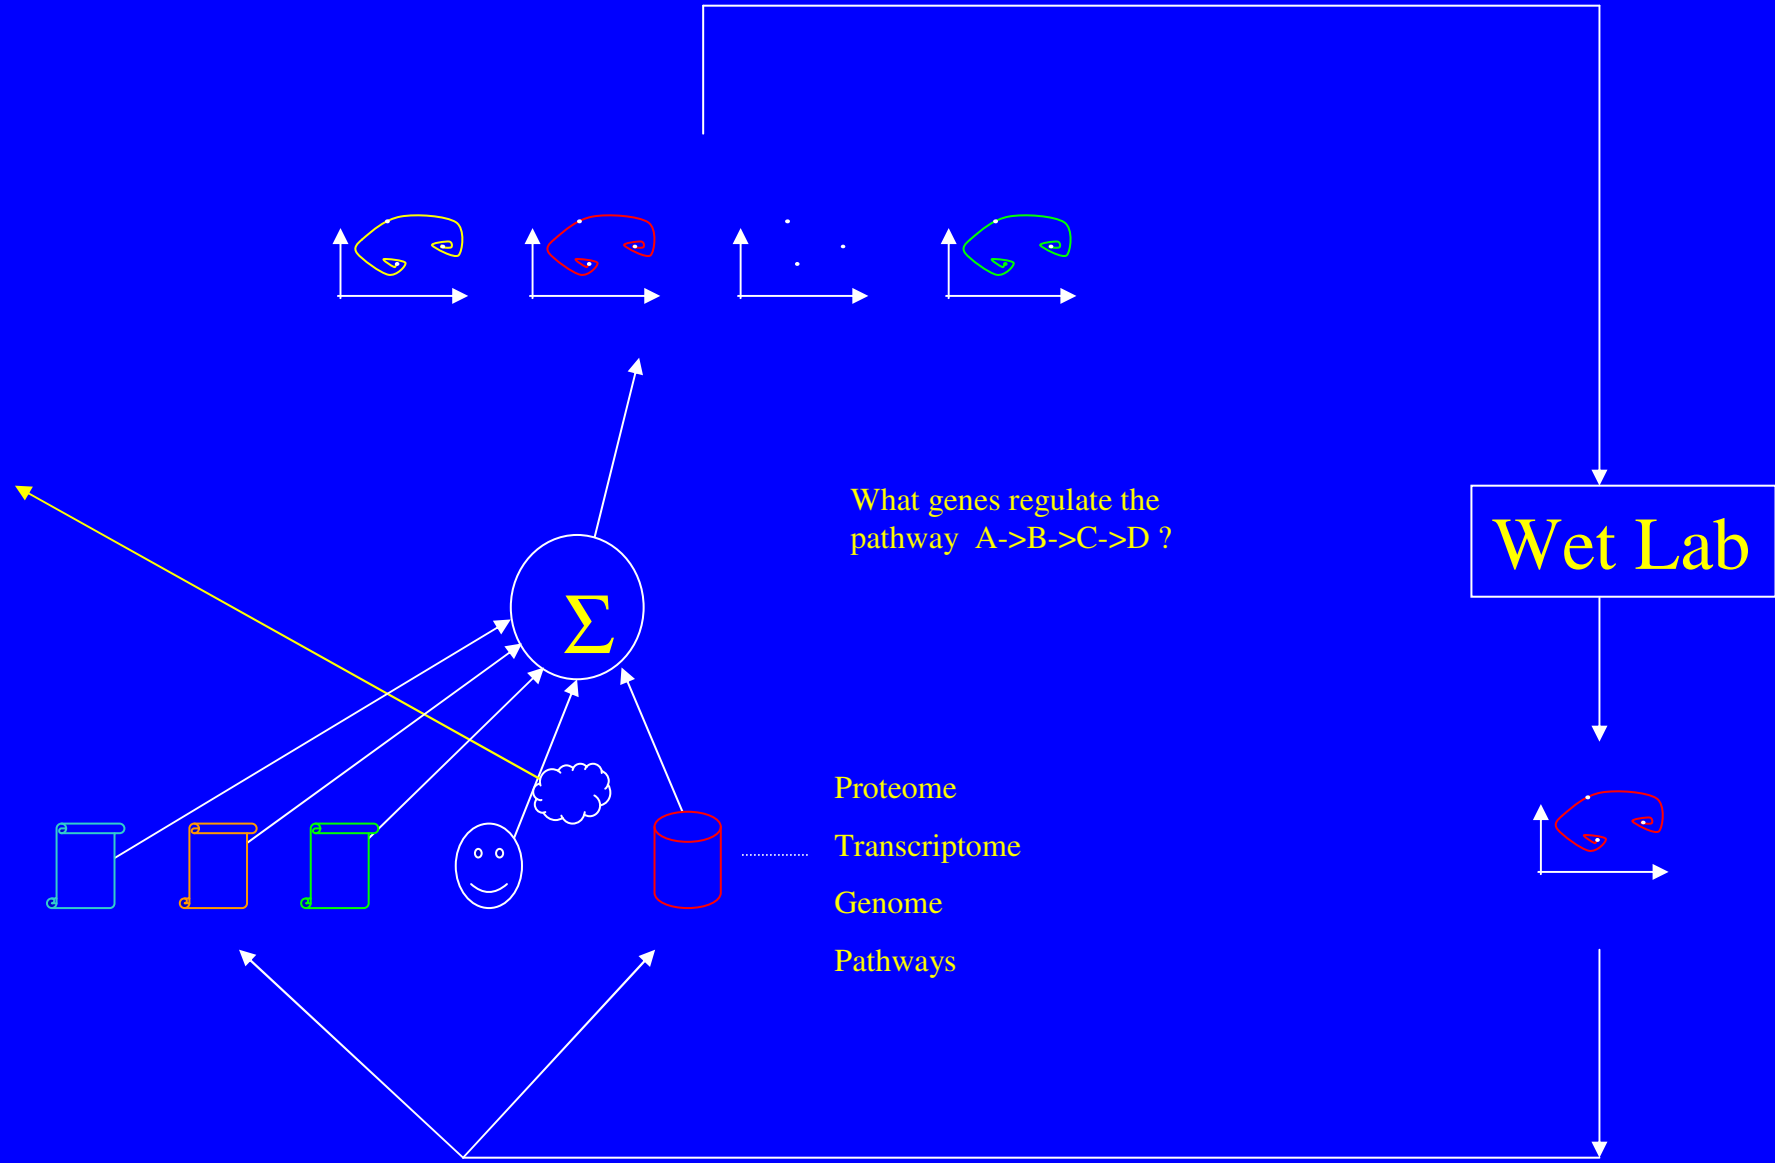 What genes regulate the
pathway A->B->C->D ?
Wet Lab
Σ
Proteome
Transcriptome
Genome
Pathways